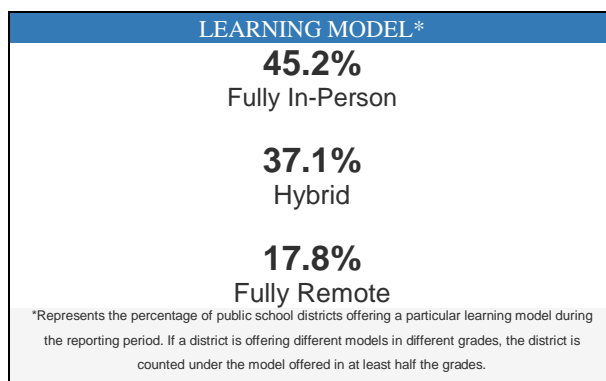 LEARNING MODEL*
45.2%
Fully In-Person
37.1%
Hybrid
17.8%
Fully Remote
*Represents the percentage of public school districts offering a particular learning model during
the reporting period. If a district is offering different models in different grades, the district is
counted under the model offered in at least half the grades.